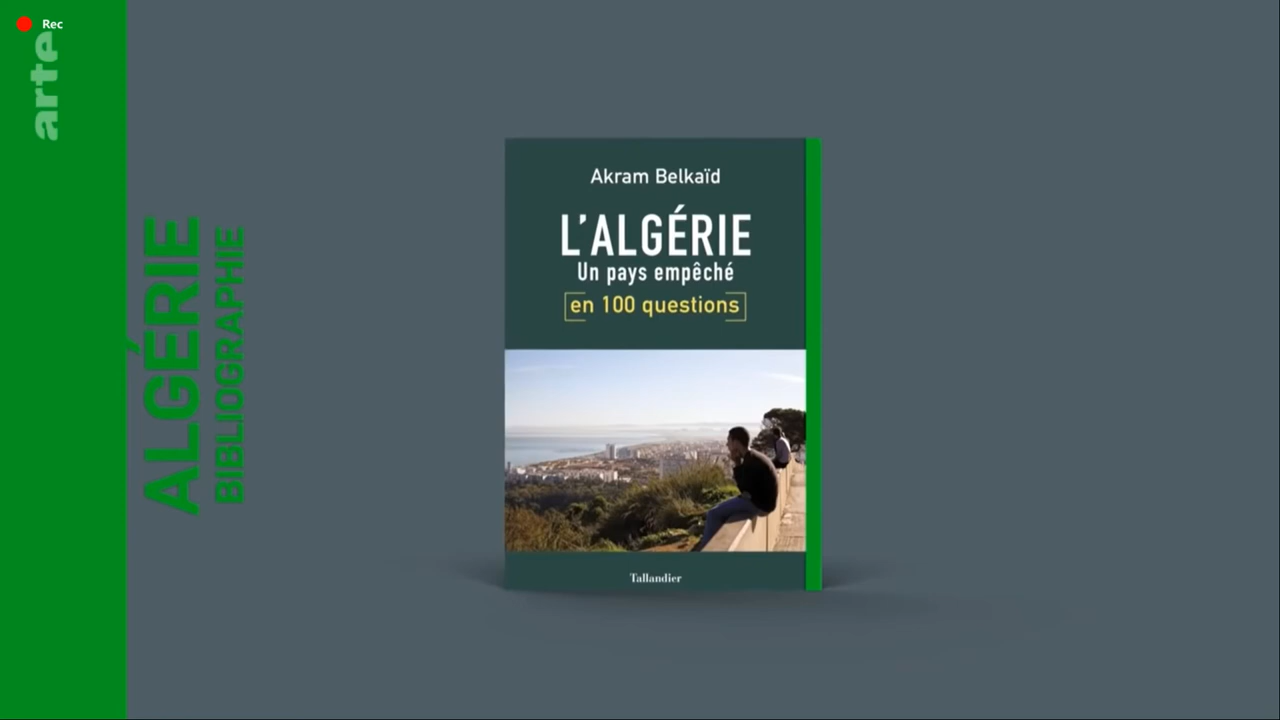 Rec
arte
ALGÉRIE
BIBLIOGRAPHIE
Akram Belkaïd
L'ALGÉRIE
Un pays empêché
en 100 questions
Tallandier